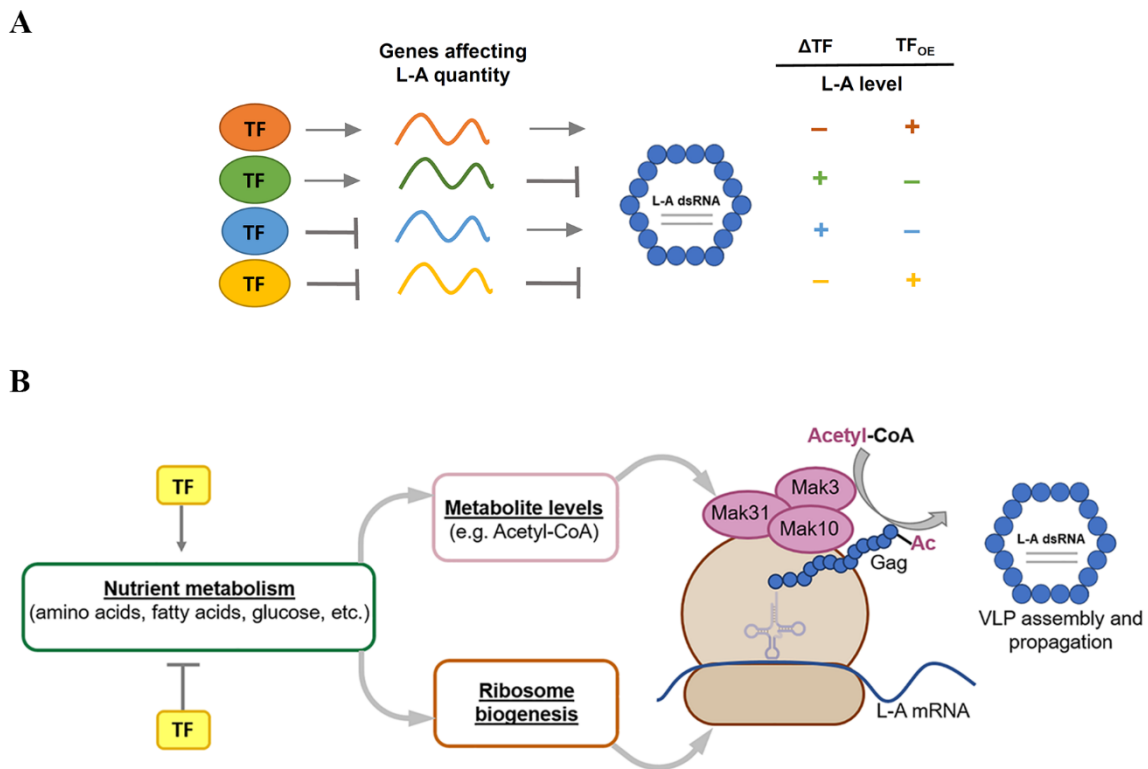 A
Genes affecting
L-A quantity
ΔTF TF_OE
L-A level
TF
– +
TF
+ –
L-A dsRNA
TF
+ –
TF
– +
B
Acetyl-CoA
Mak3
Mak31
Mak10
TF
Metabolite levels
(e.g. Acetyl-CoA)
Ac
Gag
L-A dsRNA
Nutrient metabolism
(amino acids, fatty acids, glucose, etc.)
VLP assembly and
propagation
Ribosome
biogenesis
L-A mRNA
TF